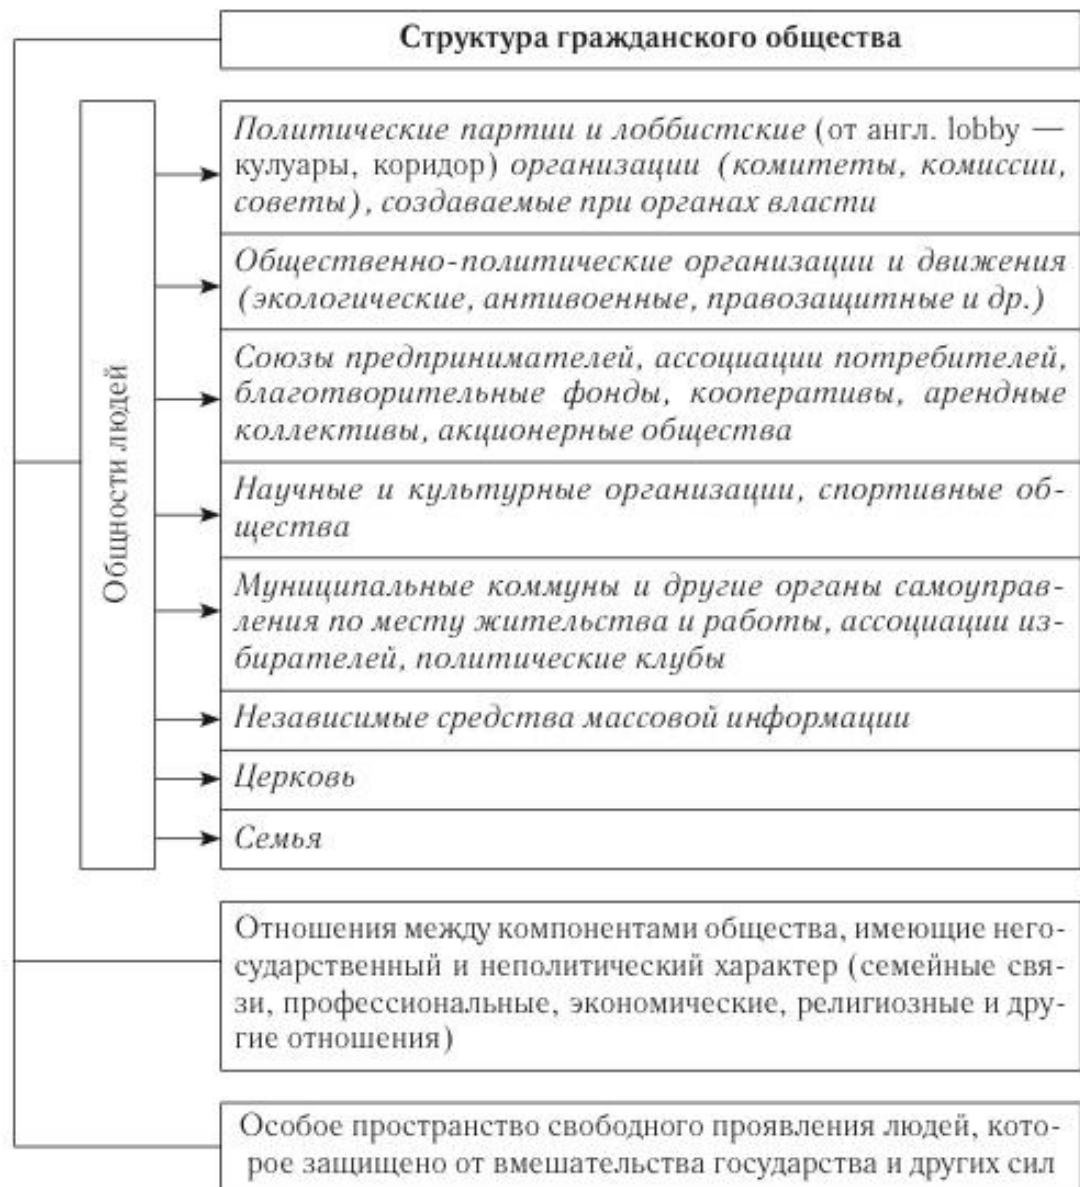 Структура гражданского общества
Общности людей
Политические партии и лоббистские (от англ. lobby —
кулуары, коридор) организации (комитеты, комиссии,
советы), создаваемые при органах власти
Общественно-политические организации и движения
(экологические, антивоенные, правозащитные и др.)
Союзы предпринимателей, ассоциации потребителей,
благотворительные фонды, кооперативы, арендные
коллективы, акционерные общества
Научные и культурные организации, спортивные об-
щества
Муниципальные коммуны и другие органы самоуправ-
ления по месту жительства и работы, ассоциации из-
бирателей, политические клубы
Независимые средства массовой информации
Церковь
Семья
Отношения между компонентами общества, имеющие него-
сударственный и неполитический характер (семейные свя-
зи, профессиональные, экономические, религиозные и дру-
гие отношения)
Особое пространство свободного проявления людей, кото-
рое защищено от вмешательства государства и других сил